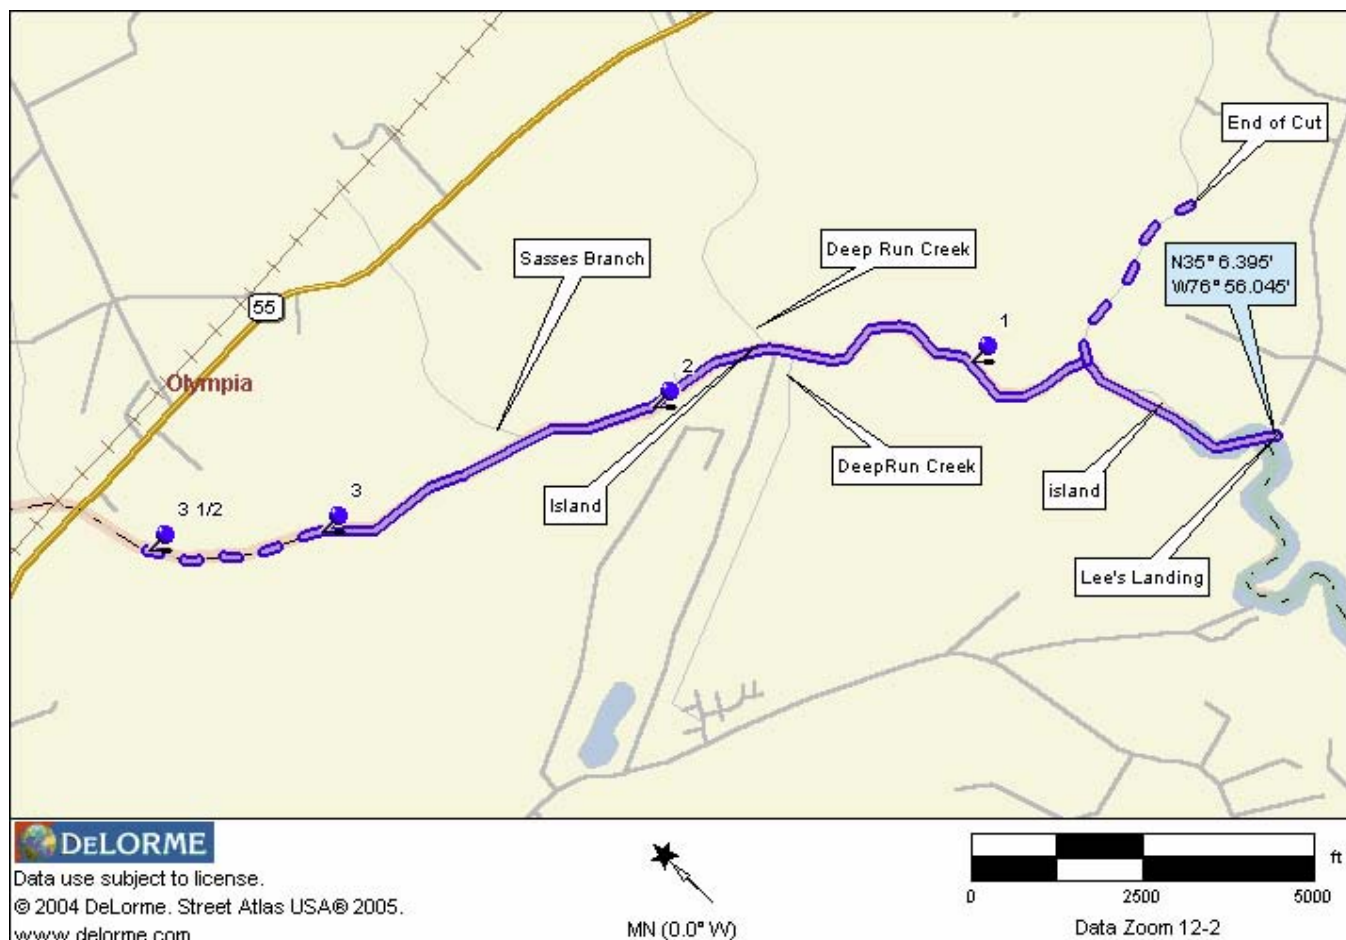 End of Cut
Deep Run Creek
Sasses Branch
N35° 6.395'
W76° 56.045'
55
1
2
Olympia
DeepRun Creek
Island
island
3
3 1/2
Lee's Landing
DELORME
Data use subject to license.
© 2004 DeLorme. Street Atlas USA® 2005.
www.delorme.com
MN (0.0° W)
ft
0 2500 5000
Data Zoom 12-2